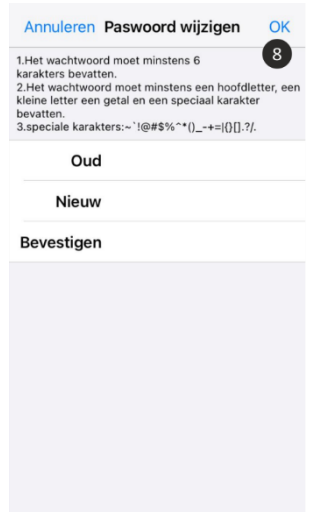 Annuleren Paswoord wijzigen OK
8
1.Het wachtwoord moet minstens 6
karakters bevatten.
2.Het wachtwoord moet minstens een hoofdletter, een
kleine letter een getal en een speciaal karakter
bevatten.
3.speciale karakters:~`!@#$%^*()_-+=|{}[].?/.
Oud
Nieuw
Bevestigen